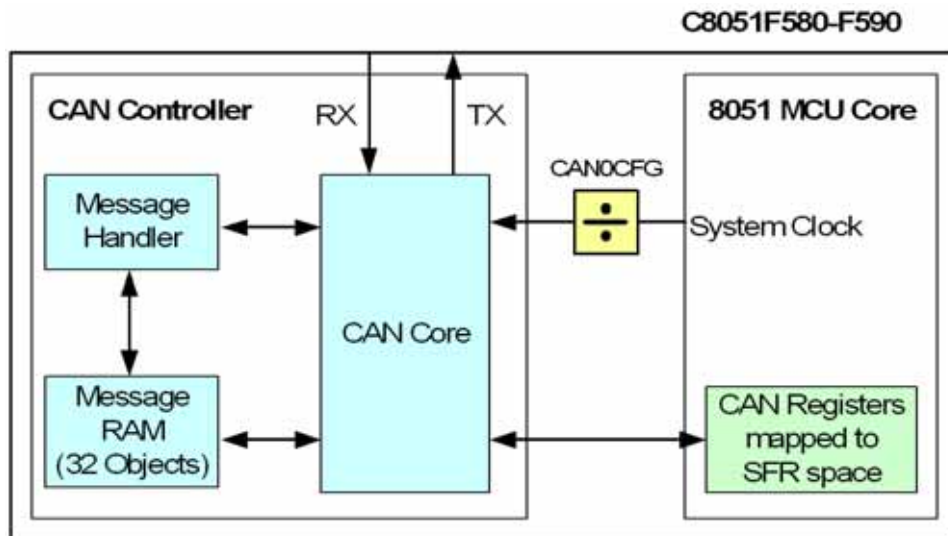 C8051F580-F590
CAN Controller
RX
TX
8051 MCU Core
CAN0CFG
Message
Handler
÷
System Clock
CAN Core
Message
RAM
(32 Objects)
CAN Registers
mapped to
SFR space